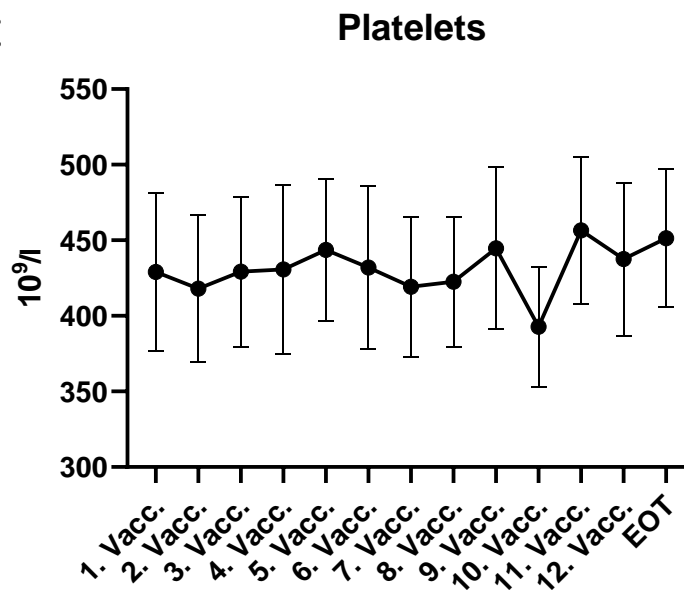 Platelets
550
500
450
400
350
300
10⁹/l
1. Vacc.
2. Vacc.
3. Vacc.
4. Vacc.
5. Vacc.
6. Vacc.
7. Vacc.
8. Vacc.
9. Vacc.
10. Vacc.
11. Vacc.
12. Vacc.
EOT